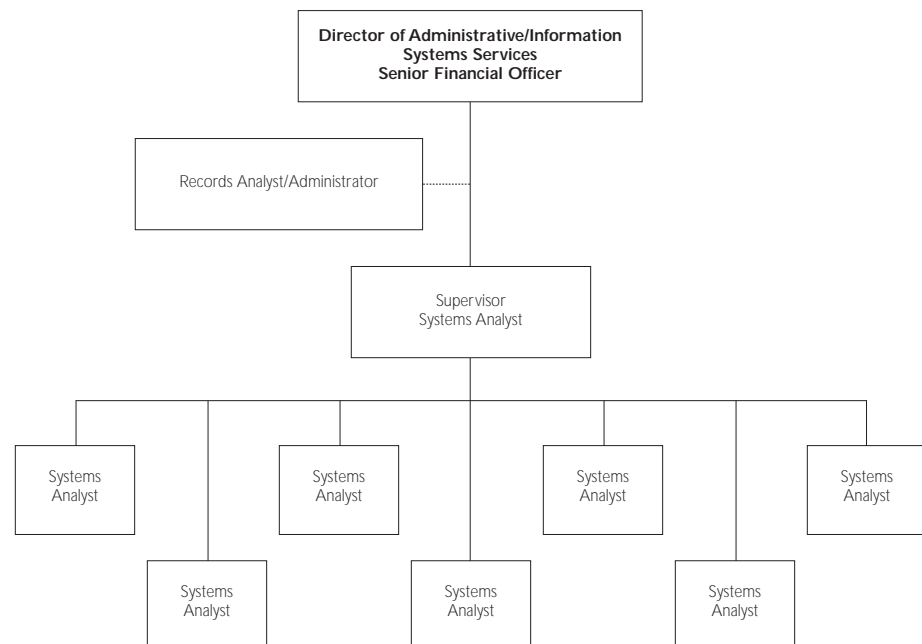 Director of Administrative/Information
Systems Services
Senior Financial Officer
Records Analyst/Administrator
Supervisor
Systems Analyst
Systems
Analyst
Systems
Analyst
Systems
Analyst
Systems
Analyst
Systems
Analyst
Systems
Analyst
Systems
Analyst